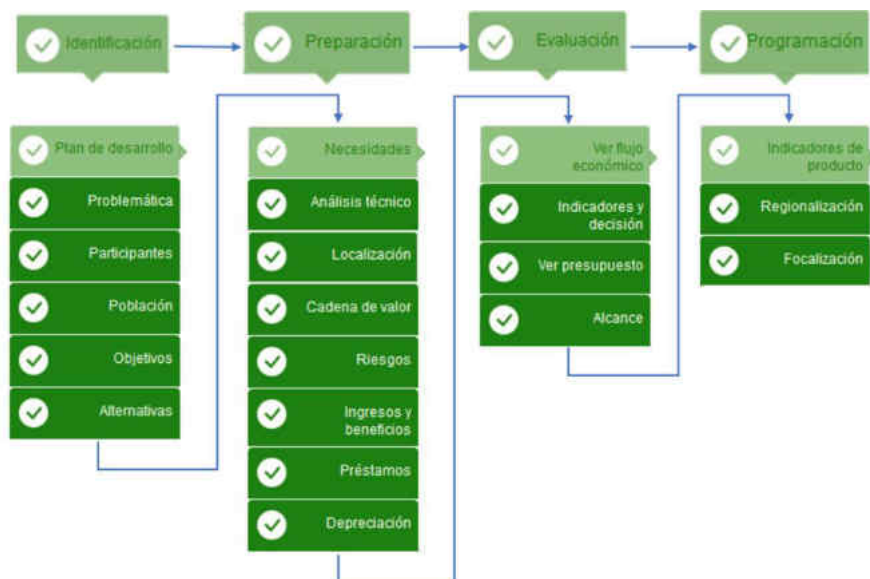 Identificación
Preparación
Evaluación
Programación
Plan de desarrollo
Problemática
Participantes
Población
Objetivos
Alternativas
Necesidades
Análisis técnico
Localización
Cadena de valor
Riesgos
Ingresos y
beneficios
Préstamos
Depreciación
Ver flujo
económico
Indicadores y
decisión
Ver presupuesto
Alcance
Indicadores de
producto
Regionalización
Focalización